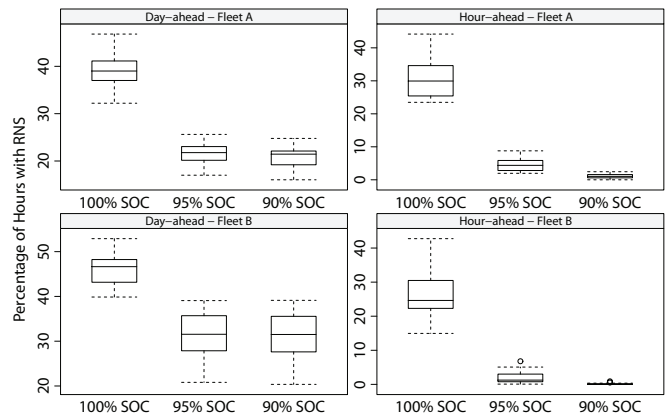 Day-ahead – Fleet A
Hour-ahead – Fleet A
Percentage of Hours with RNS
40
30
20
40
30
20
10
0
100% SOC 95% SOC 90% SOC
100% SOC 95% SOC 90% SOC
Day-ahead – Fleet B
Hour-ahead – Fleet B
50
40
30
20
40
30
20
10
0
100% SOC 95% SOC 90% SOC
100% SOC 95% SOC 90% SOC